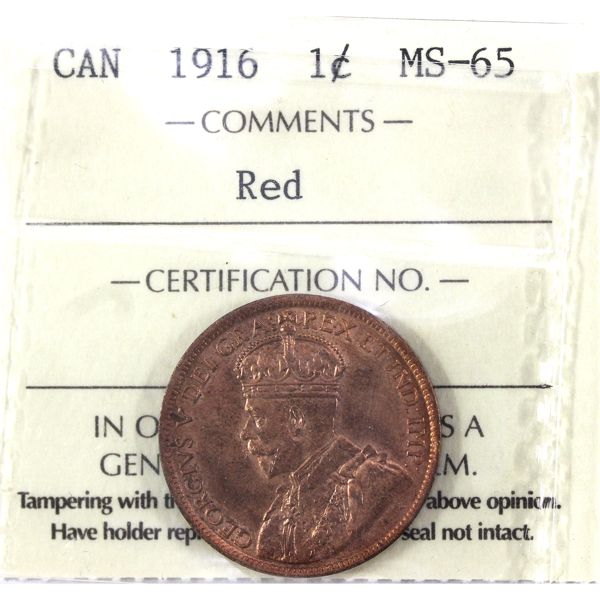 CAN 1916 1¢ MS-65
— COMMENTS —
Red
— CERTIFICATION NO. —
IN O S A
GEN M.
Tampering with t above opinion.
Have holder rep seal not intact.
GEORGIVS V DEI GRA: REX ET IND: IMP: